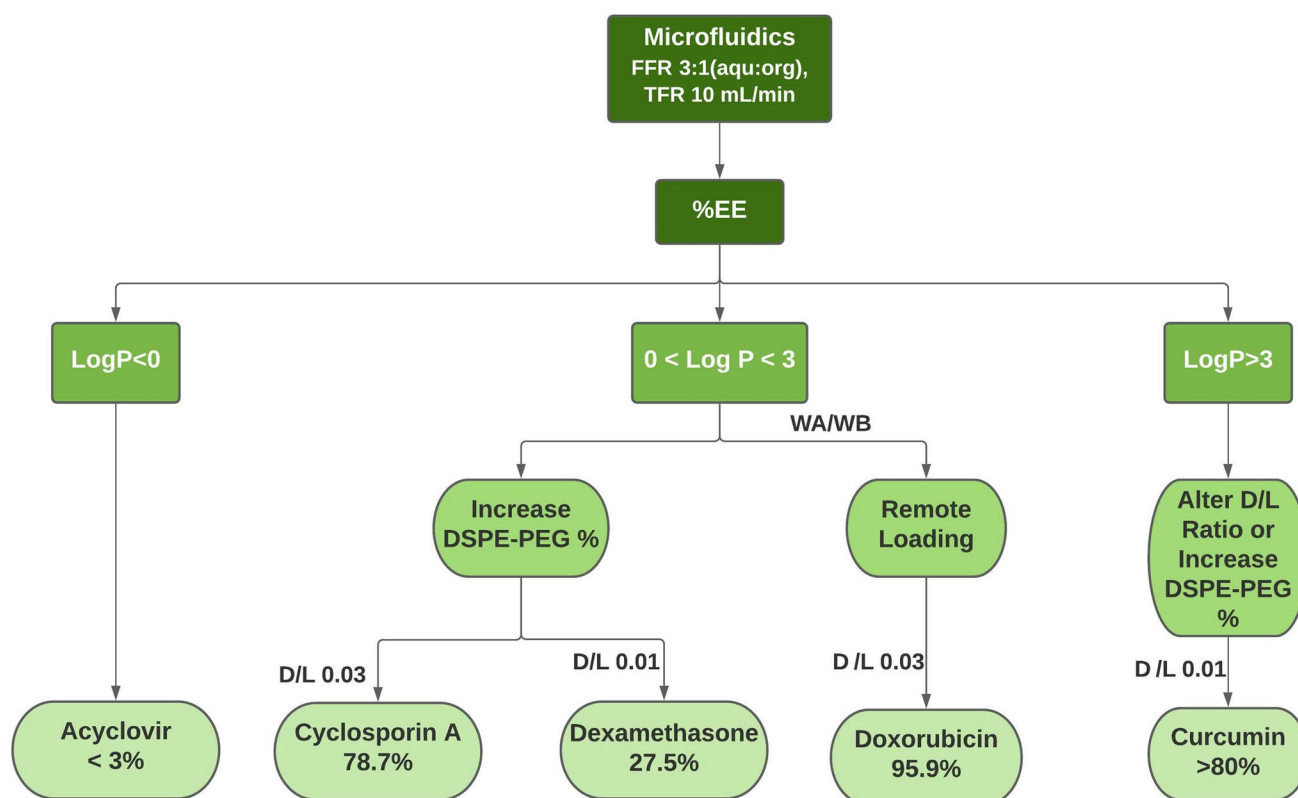 Microfluidics
FFR 3:1(aqu:org),
TFR 10 mL/min
%EE
LogP<0
0 < Log P < 3
LogP>3
WA/WB
Increase
DSPE-PEG %
Remote
Loading
Alter D/L
Ratio or
Increase
DSPE-PEG
%
D/L 0.03
D/L 0.01
D /L 0.03
D /L 0.01
Acyclovir
< 3%
Cyclosporin A
78.7%
Dexamethasone
27.5%
Doxorubicin
95.9%
Curcumin
>80%